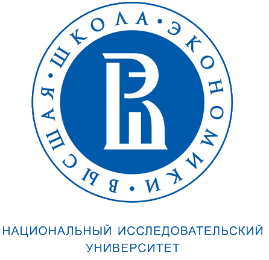 ВЫСШАЯ · ШКОЛА · ЭКОНОМИКИ ·
НАЦИОНАЛЬНЫЙ ИССЛЕДОВАТЕЛЬСКИЙ
УНИВЕРСИТЕТ